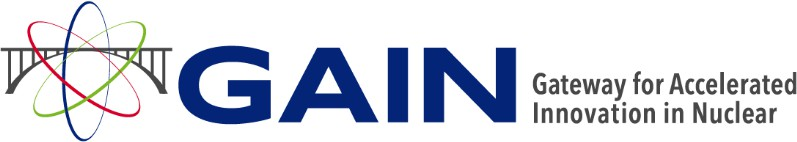 GAIN
Gateway for Accelerated
Innovation in Nuclear